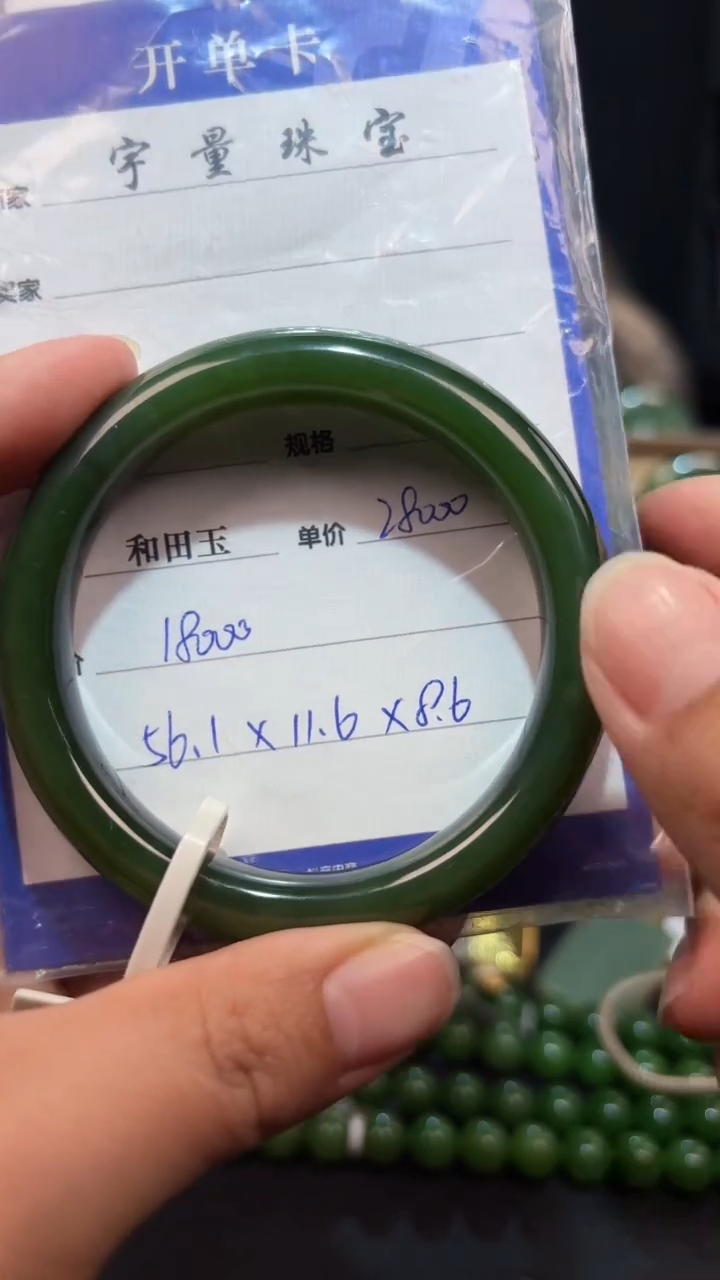 开单卡
宇量珠宝
家
买家
规格
和田玉 单价 28000
18000
56.1 x 11.6 x 8.6